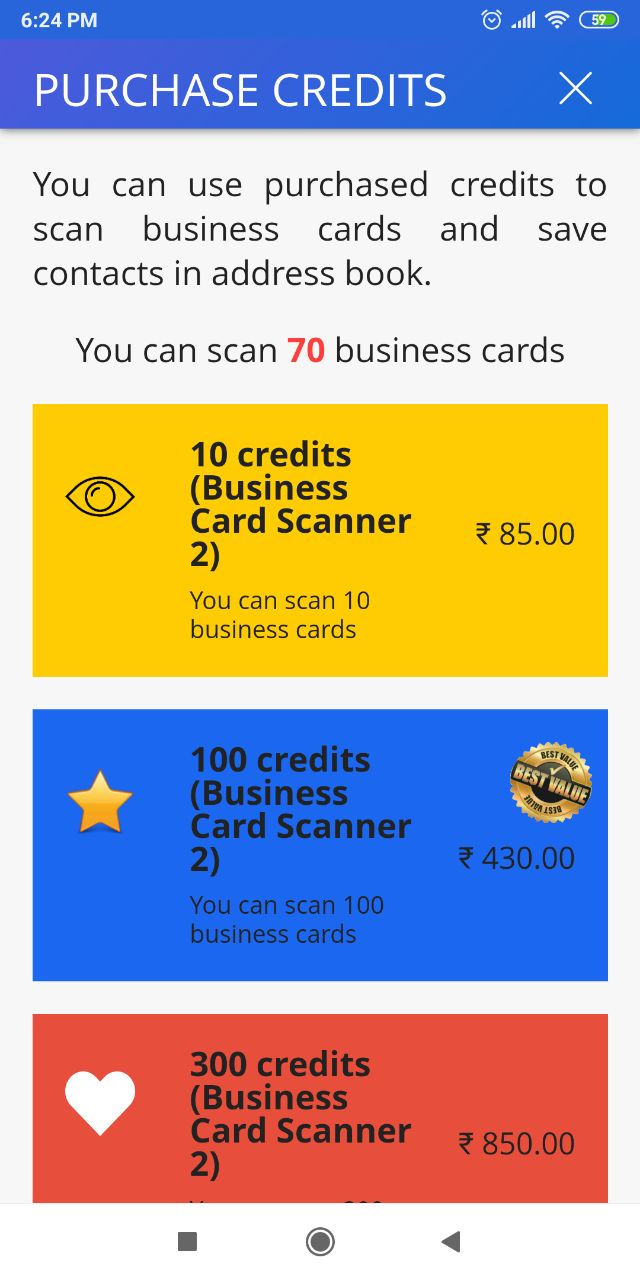 6:24 PM
59
PURCHASE CREDITS
You can use purchased credits to
scan business cards and save
contacts in address book.
You can scan 70 business cards
10 credits
(Business
Card Scanner
2)
₹ 85.00
You can scan 10
business cards
100 credits
(Business
Card Scanner
2)
BEST VALUE
BEST VALUE
BEST VALUE
₹ 430.00
You can scan 100
business cards
300 credits
(Business
Card Scanner
2)
₹ 850.00